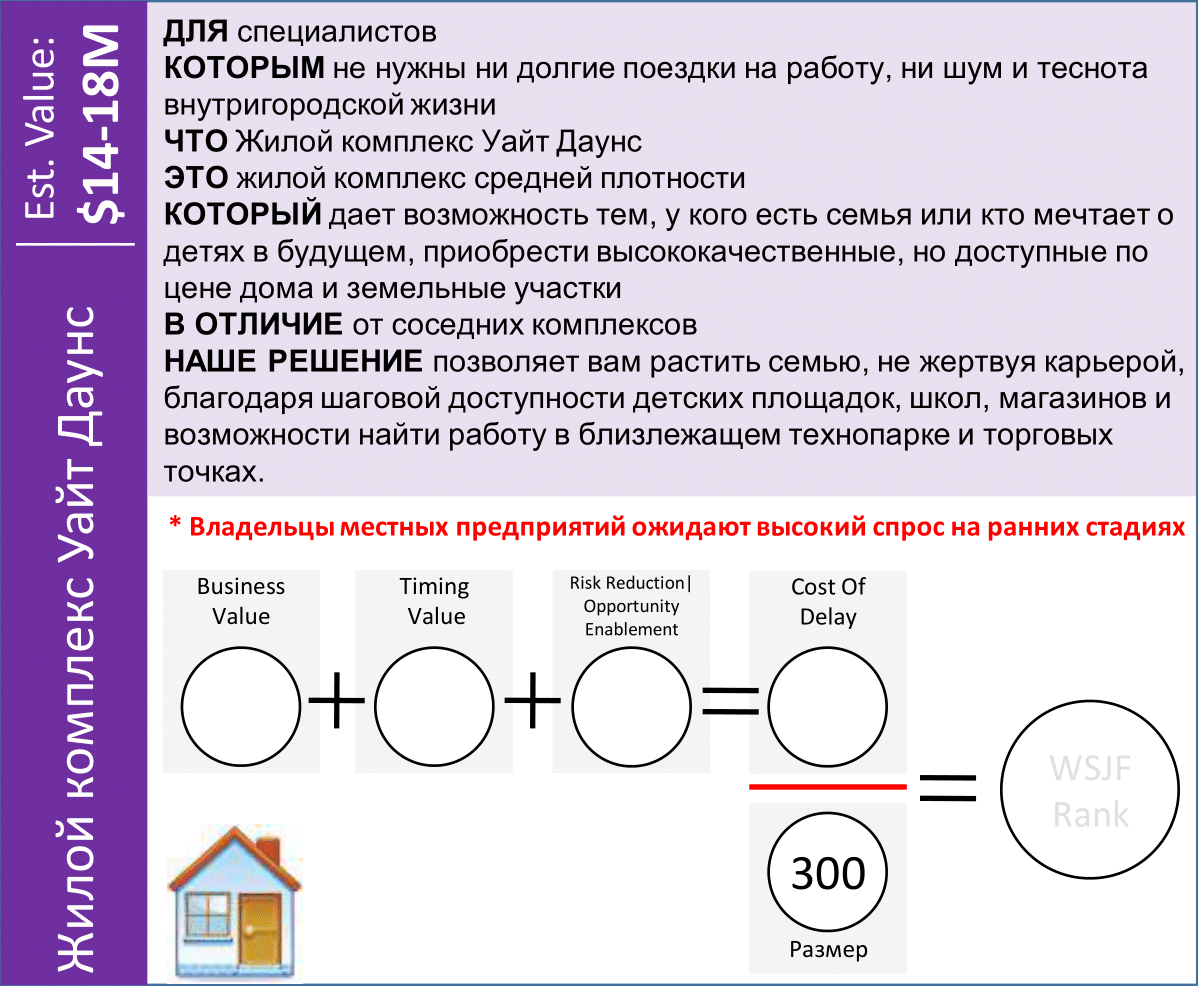 Est. Value:
$14-18M
Жилой комплекс Уайт Даунс
ДЛЯ специалистов
КОТОРЫМ не нужны ни долгие поездки на работу, ни шум и теснота
внутригородской жизни
ЧТО Жилой комплекс Уайт Даунс
ЭТО жилой комплекс средней плотности
КОТОРЫЙ дает возможность тем, у кого есть семья или кто мечтает о
детях в будущем, приобрести высококачественные, но доступные по
цене дома и земельные участки
В ОТЛИЧИЕ от соседних комплексов
НАШЕ РЕШЕНИЕ позволяет вам растить семью, не жертвуя карьерой,
благодаря шаговой доступности детских площадок, школ, магазинов и
возможности найти работу в близлежащем технопарке и торговых
точках.
* Владельцы местных предприятий ожидают высокий спрос на ранних стадиях
Business
Value
+
Timing
Value
+
Risk Reduction|
Opportunity
Enablement
=
Cost Of
Delay
300
Размер
=
WSJF
Rank